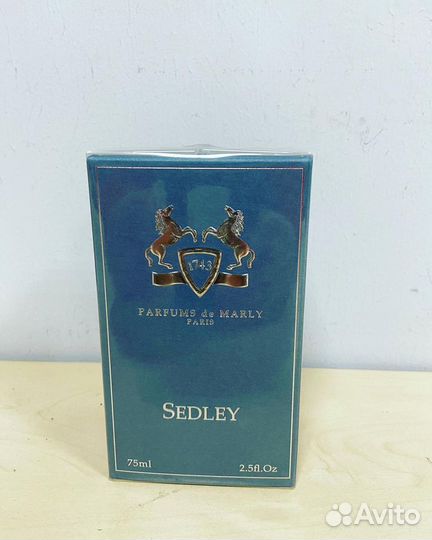 1743
PARFUMS de MARLY
PARIS
SEDLEY
75ml 2.5fl.Oz
Avito